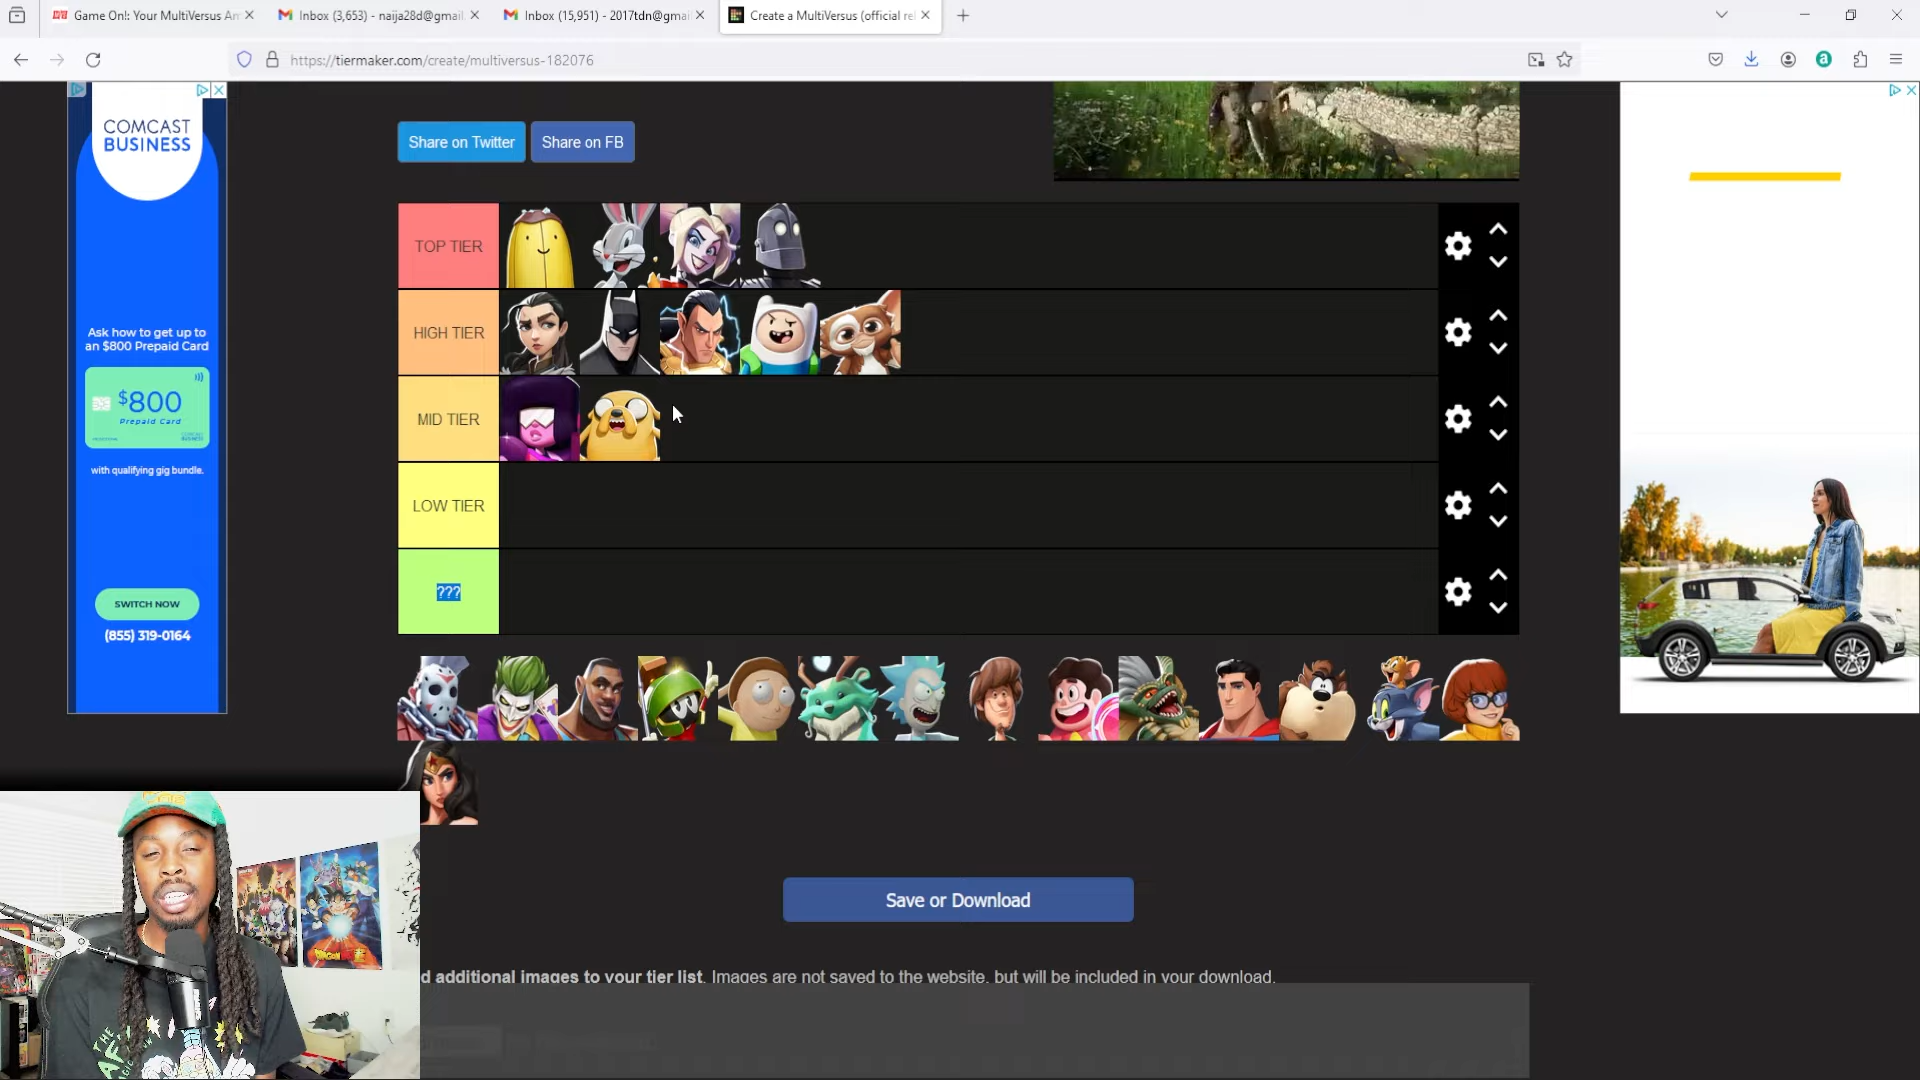 Game On!: Your MultiVersus Am
Inbox (3,653) - naija28d@gmail.
Inbox (15,951) - 2017tdn@gmai
Create a MultiVersus (official rel
https://tiermaker.com/create/multiversus-182076
COMCAST
BUSINESS
Ask how to get up to
an $800 Prepaid Card
$800
Prepaid Card
with qualifying gig bundle.
SWITCH NOW
(855) 319-0164
Share on Twitter
Share on FB
TOP TIER
HIGH TIER
MID TIER
LOW TIER
???
Save or Download
d additional images to your tier list. Images are not saved to the website, but will be included in your download.